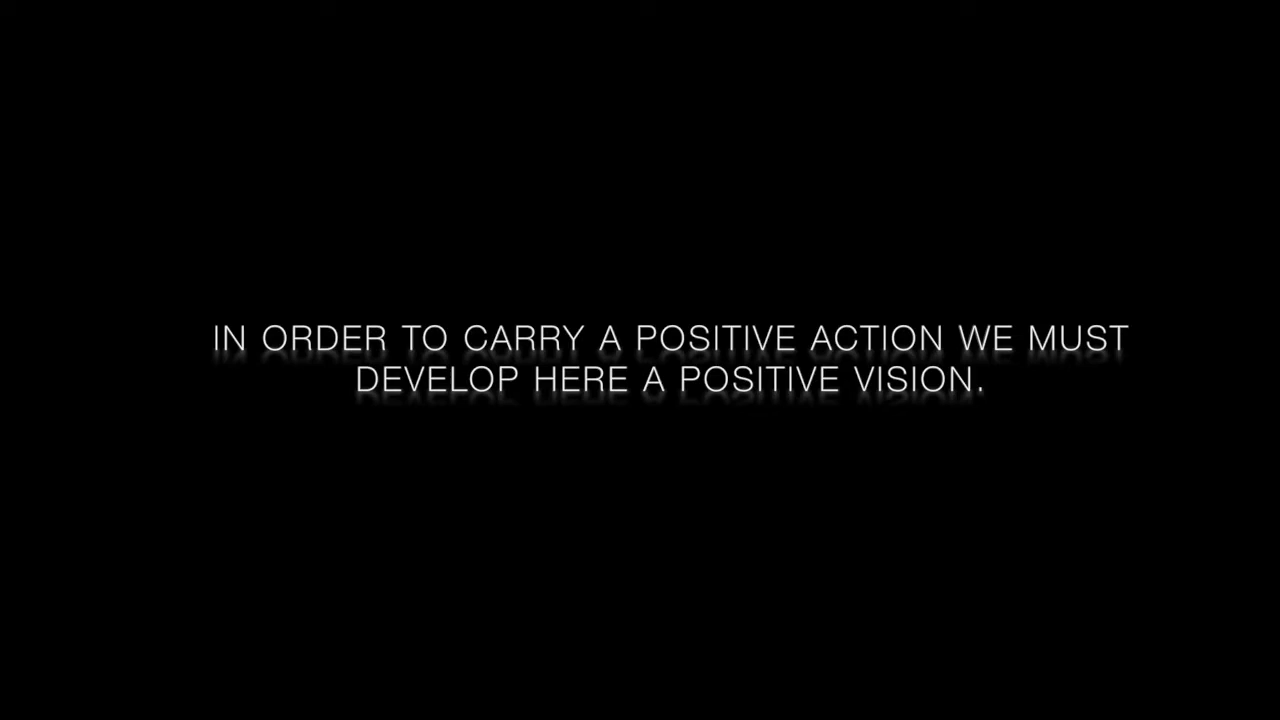 IN ORDER TO CARRY A POSITIVE ACTION WE MUST
DEVELOP HERE A POSITIVE VISION.